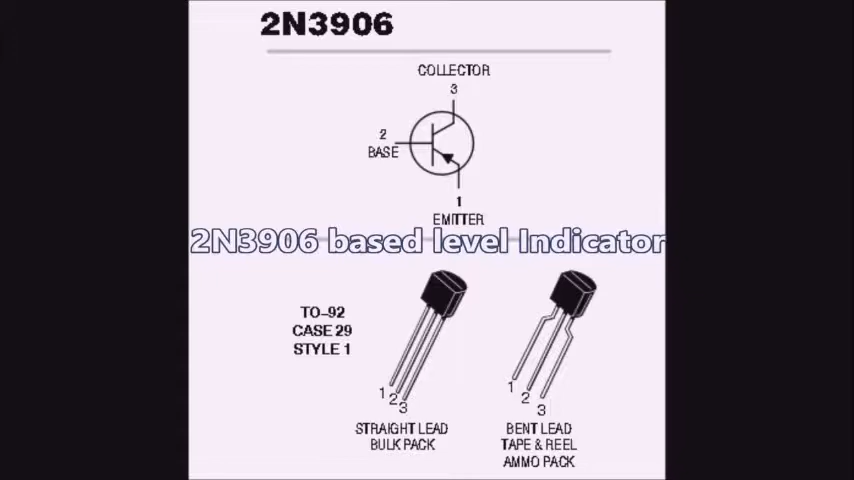 2N3906
COLLECTOR
3
2
BASE
1
EMITTER
2N3906 based level Indicator
TO-92
CASE 29
STYLE 1
1 2 3
STRAIGHT LEAD
BULK PACK
1 2 3
BENT LEAD
TAPE & REEL
AMMO PACK